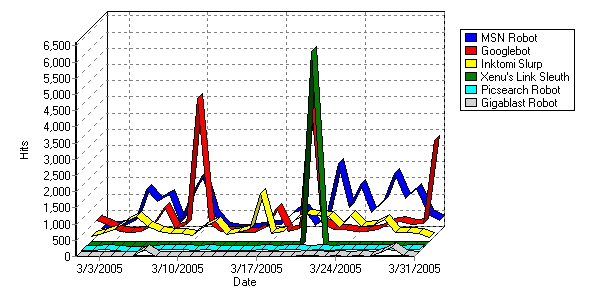 6,500
6,000
5,500
5,000
4,500
4,000
3,500
3,000
2,500
2,000
1,500
1,000
500
0
Hits
3/3/2005 3/10/2005 3/17/2005 3/24/2005 3/31/2005
Date
MSN Robot
Googlebot
Inktomi Slurp
Xenu's Link Sleuth
Picsearch Robot
Gigablast Robot